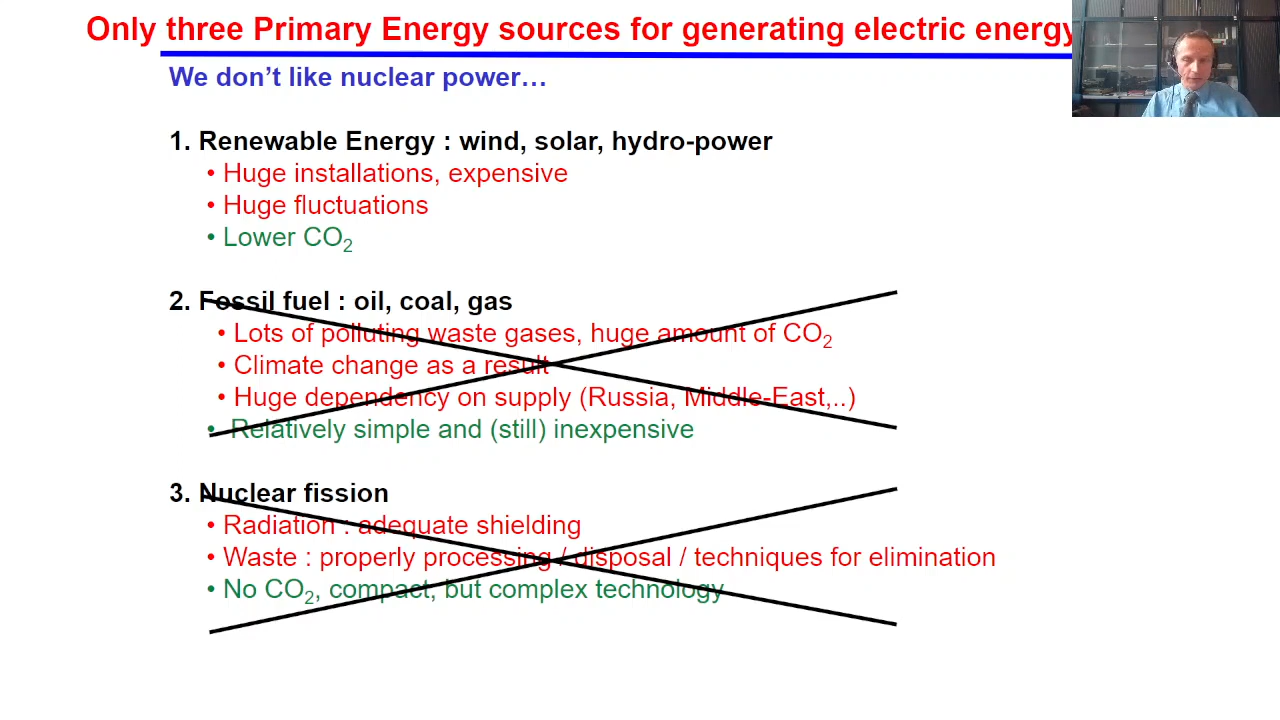 Only three Primary Energy sources for generating electric energy
We don’t like nuclear power…
1. Renewable Energy : wind, solar, hydro-power
• Huge installations, expensive
• Huge fluctuations
• Lower CO₂
2. Fossil fuel : oil, coal, gas
• Lots of polluting waste gases, huge amount of CO₂
• Climate change as a result
• Huge dependency on supply (Russia, Middle-East,..)
• Relatively simple and (still) inexpensive
3. Nuclear fission
• Radiation : adequate shielding
• Waste : properly processing / disposal / techniques for elimination
• No CO₂, compact, but complex technology